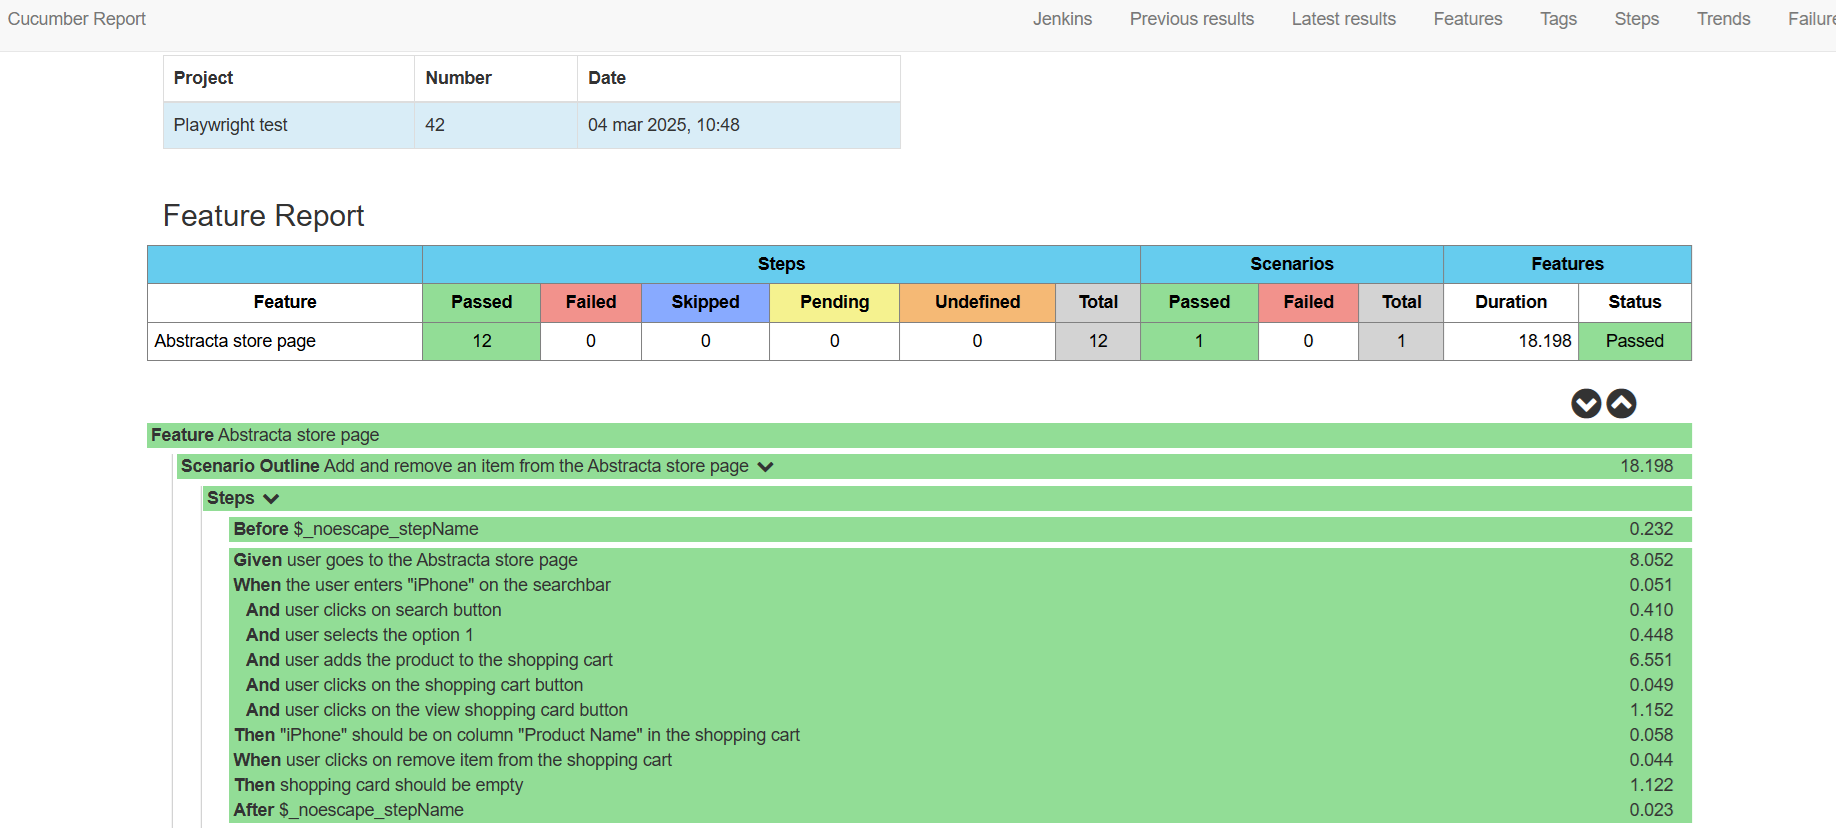 Cucumber Report Jenkins Previous results Latest results Features Tags Steps Trends Failure
Project Number Date
Playwright test 42 04 mar 2025, 10:48
Feature Report
Steps Scenarios Features
Feature Passed Failed Skipped Pending Undefined Total Passed Failed Total Duration Status
Abstracta store page 12 0 0 0 0 12 1 0 1 18.198 Passed
Feature Abstracta store page
Scenario Outline Add and remove an item from the Abstracta store page 18.198
Steps
Before $_noescape_stepName 0.232
Given user goes to the Abstracta store page 8.052
When the user enters "iPhone" on the searchbar 0.051
And user clicks on search button 0.410
And user selects the option 1 0.448
And user adds the product to the shopping cart 6.551
And user clicks on the shopping cart button 0.049
And user clicks on the view shopping card button 1.152
Then "iPhone" should be on column "Product Name" in the shopping cart 0.058
When user clicks on remove item from the shopping cart 0.044
Then shopping card should be empty 1.122
After $_noescape_stepName 0.023